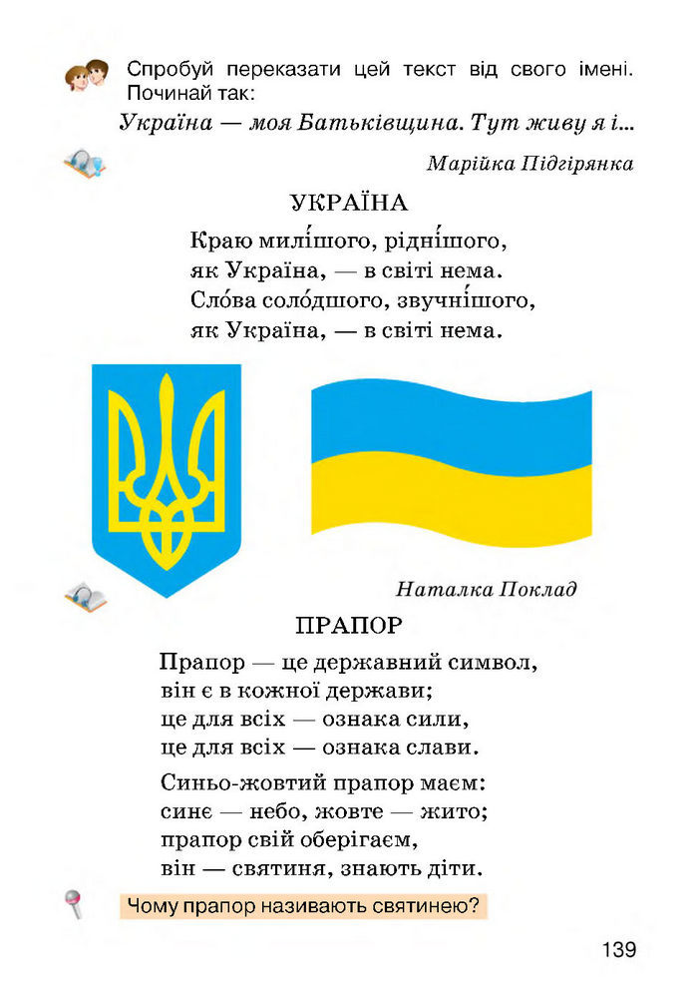 Спробуй переказати цей текст від свого імені.
Починай так:
Україна — моя Батьківщина. Тут живу я і...
Марійка Підгірянка
УКРАЇНА
Краю милі́шого, рідні́шого,
як Україна, — в світі нема.
Сло́ва соло́дшого, звучні́шого,
як Україна, — в світі нема.
Наталка Поклад
ПРАПОР
Прапор — це державний символ,
він є в кожної держави;
це для всіх — ознака сили,
це для всіх — ознака слави.
Синьо-жовтий прапор маєм:
синє — небо, жовте — жито;
прапор свій оберігаєм,
він — святиня, знають діти.
Чому прапор називають святинею?
139